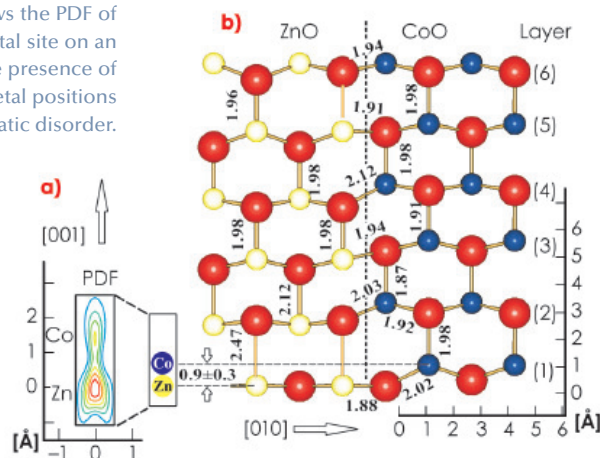 ws the PDF of
tal site on an
e presence of
etal positions
atic disorder.
a)
[001]
PDF
Co
Zn
2
1
0
[Å]
−1 0 1
Co
Zn
0.9±0.3
b)
ZnO CoO Layer
1.94
(6)
1.96
1.98
1.91
(5)
1.98
1.98
2.12
(4)
1.98
1.98
1.91
1.94
(3)
2.12
1.87
2.03
(2)
1.92
2.47
1.98
(1)
2.02
1.88
6
5
4
3
2
1
0
[010]
0 1 2 3 4 5 6 [Å]